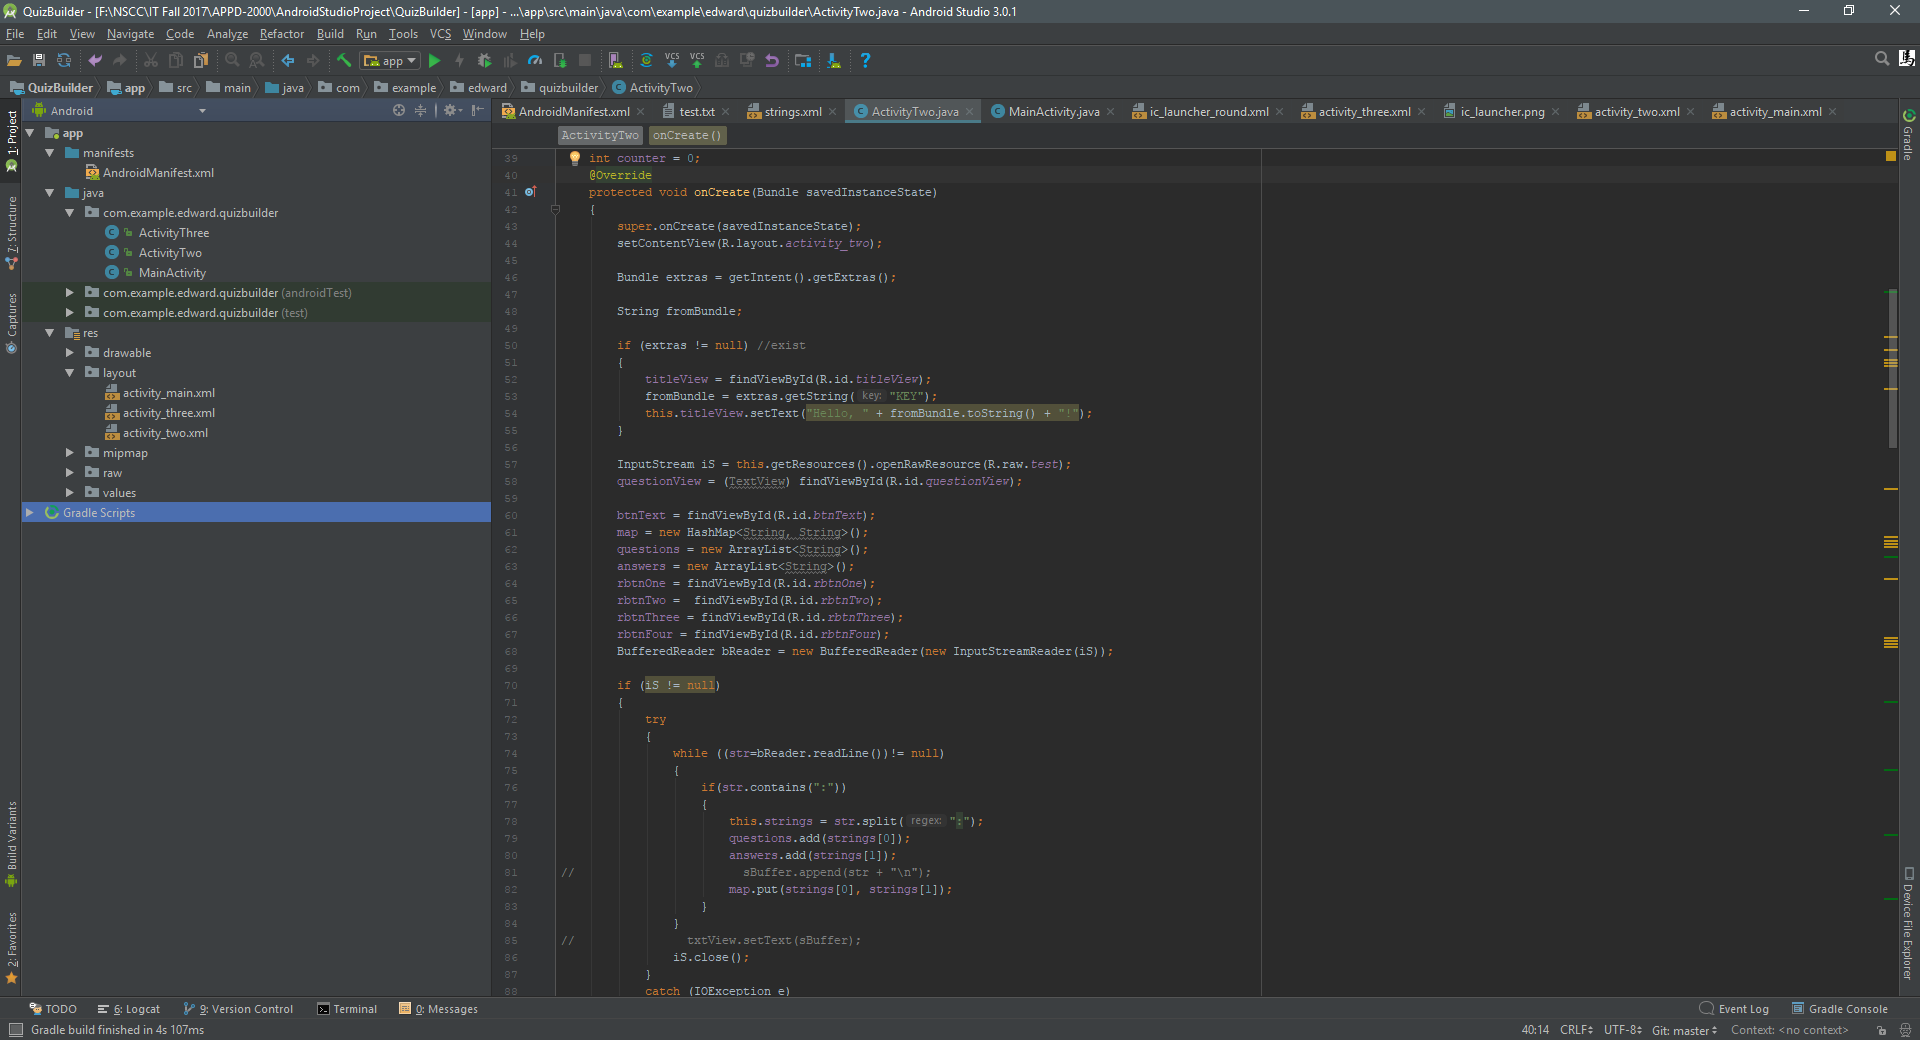 QuizBuilder - [F:\NSCC\IT Fall 2017\APPD-2000\AndroidStudioProject\QuizBuilder] - [app] - ...\app\src\main\java\com\example\edward\quizbuilder\ActivityTwo.java - Android Studio 3.0.1
File Edit View Navigate Code Analyze Refactor Build Run Tools VCS Window Help
app VCS VCS ?
QuizBuilder app src main java com example edward quizbuilder ActivityTwo
Android
AndroidManifest.xml test.txt strings.xml ActivityTwo.java MainActivity.java ic_launcher_round.xml activity_three.xml ic_launcher.png activity_two.xml activity_main.xml
ActivityTwo onCreate()
1: Project
7: Structure
Captures
Build Variants
2: Favorites
app
manifests
AndroidManifest.xml
java
com.example.edward.quizbuilder
ActivityThree
ActivityTwo
MainActivity
com.example.edward.quizbuilder (androidTest)
com.example.edward.quizbuilder (test)
res
drawable
layout
activity_main.xml
activity_three.xml
activity_two.xml
mipmap
raw
values
Gradle Scripts
39 int counter = 0;
40 @Override
41 protected void onCreate(Bundle savedInstanceState)
42 {
43 super.onCreate(savedInstanceState);
44 setContentView(R.layout.activity_two);
45
46 Bundle extras = getIntent().getExtras();
47
48 String fromBundle;
49
50 if (extras != null) //exist
51 {
52 titleView = findViewById(R.id.titleView);
53 fromBundle = extras.getString( key: "KEY");
54 this.titleView.setText("Hello, " + fromBundle.toString() + "!");
55 }
56
57 InputStream iS = this.getResources().openRawResource(R.raw.test);
58 questionView = (TextView) findViewById(R.id.questionView);
59
60 btnText = findViewById(R.id.btnText);
61 map = new HashMap<String, String>();
62 questions = new ArrayList<String>();
63 answers = new ArrayList<String>();
64 rbtnOne = findViewById(R.id.rbtnOne);
65 rbtnTwo =  findViewById(R.id.rbtnTwo);
66 rbtnThree = findViewById(R.id.rbtnThree);
67 rbtnFour = findViewById(R.id.rbtnFour);
68 BufferedReader bReader = new BufferedReader(new InputStreamReader(iS));
69
70 if (iS != null)
71 {
72 try
73 {
74 while ((str=bReader.readLine())!= null)
75 {
76 if(str.contains(":"))
77 {
78 this.strings = str.split( regex: ":");
79 questions.add(strings[0]);
80 answers.add(strings[1]);
81 // sBuffer.append(str + "\n");
82 map.put(strings[0], strings[1]);
83 }
84 }
85 // txtView.setText(sBuffer);
86 iS.close();
87 }
88 catch (IOException e)
Gradle
Device File Explorer
TODO 6: Logcat 9: Version Control Terminal 0: Messages Event Log Gradle Console
Gradle build finished in 4s 107ms 40:14 CRLF UTF-8 Git: master Context: <no context>